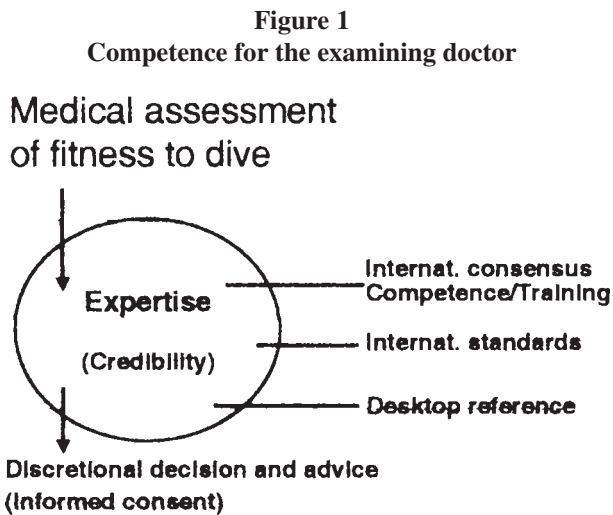 Figure 1
Competence for the examining doctor
Medical assessment
of fitness to dive
Expertise
(Credibility)
Internat. consensus
Competence/Training
Internat. standards
Desktop reference
Discretional decision and advice
(Informed consent)